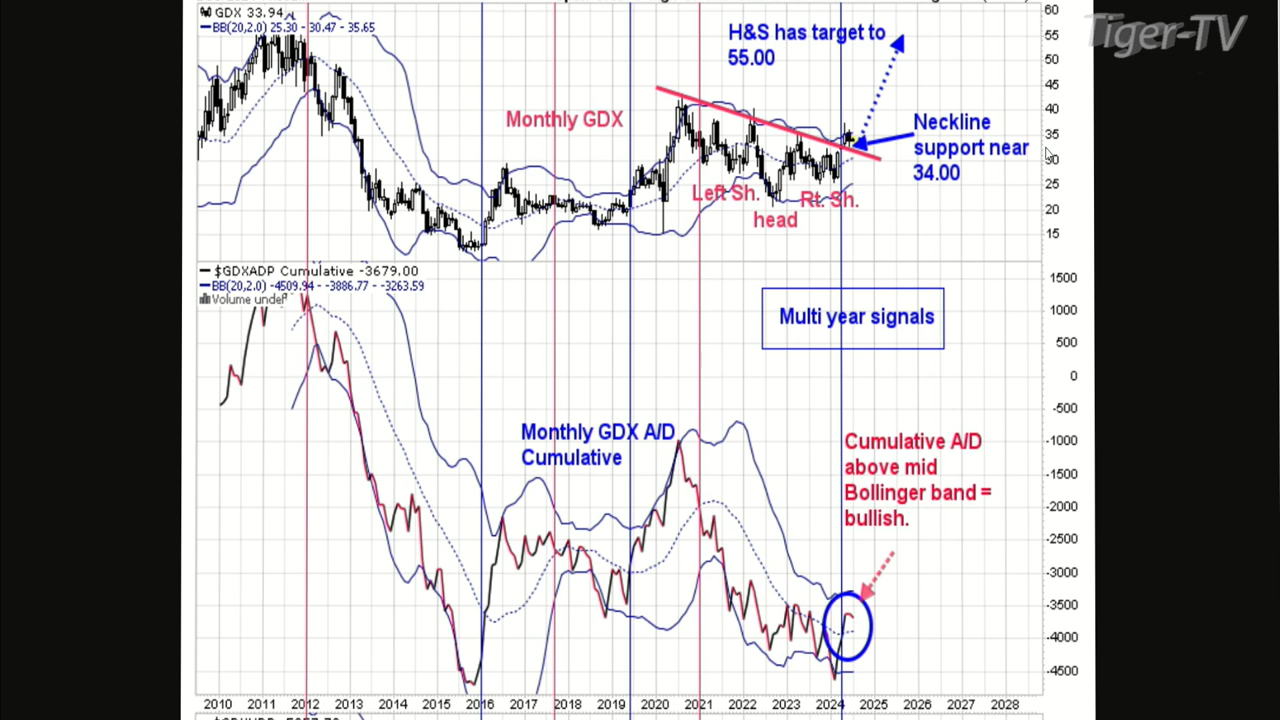 GDX 33.94
BB(20,2.0) 25.30 - 30.47 - 35.65
Tiger-TV
H&S has target to
55.00
Monthly GDX
Neckline
support near
34.00
Left Sh.
Rt. Sh.
head
60
55
50
45
40
35
30
25
20
15
$GDXADP Cumulative -3679.00
BB(20,2.0) -4509.94 - -3886.77 - -3263.59
Volume undef
Multi year signals
Monthly GDX A/D
Cumulative
Cumulative A/D
above mid
Bollinger band =
bullish.
1500
1000
500
0
-500
-1000
-1500
-2000
-2500
-3000
-3500
-4000
-4500
2010 2011 2012 2013 2014 2015 2016 2017 2018 2019 2020 2021 2022 2023 2024 2025 2026 2027 2028